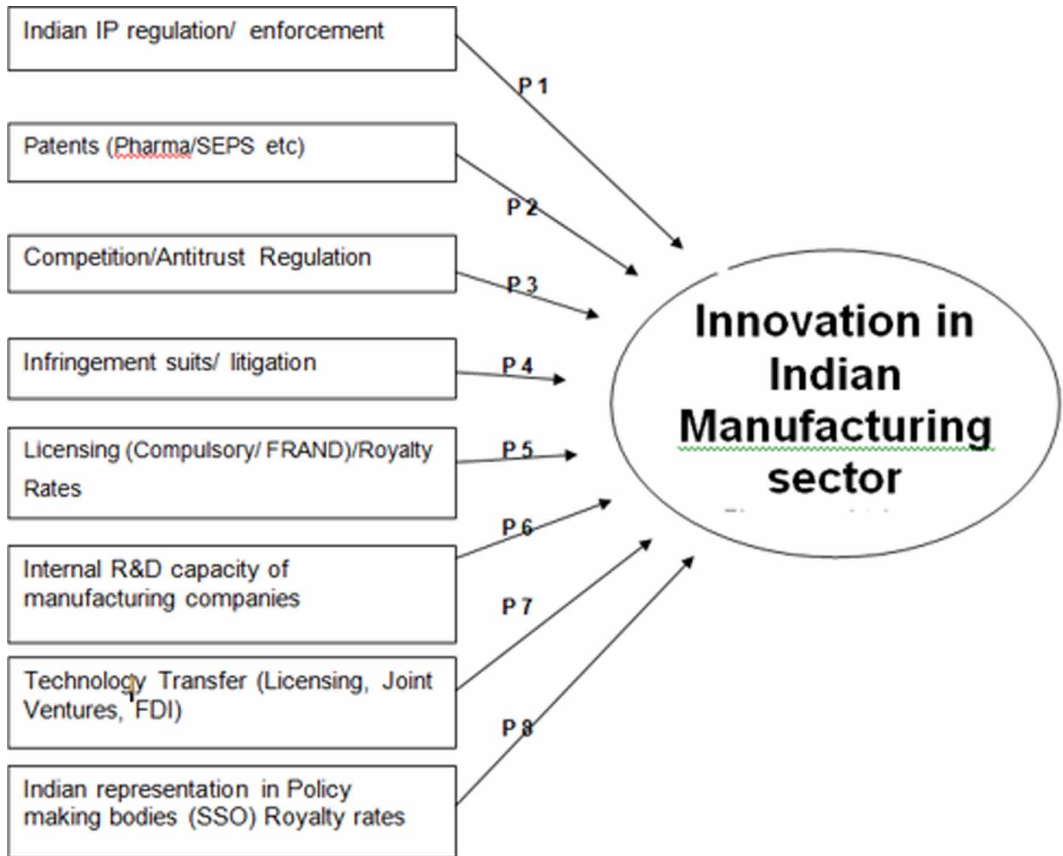 Indian IP regulation/ enforcement
P 1
Patents (Pharma/SEPS etc)
P 2
Competition/Antitrust Regulation
P 3
Infringement suits/ litigation
P 4
Licensing (Compulsory/ FRAND)/Royalty
Rates
P 5
Internal R&D capacity of
manufacturing companies
P 6
Technology Transfer (Licensing, Joint
Ventures, FDI)
P 7
Indian representation in Policy
making bodies (SSO) Royalty rates
P 8
Innovation in
Indian
Manufacturing
sector